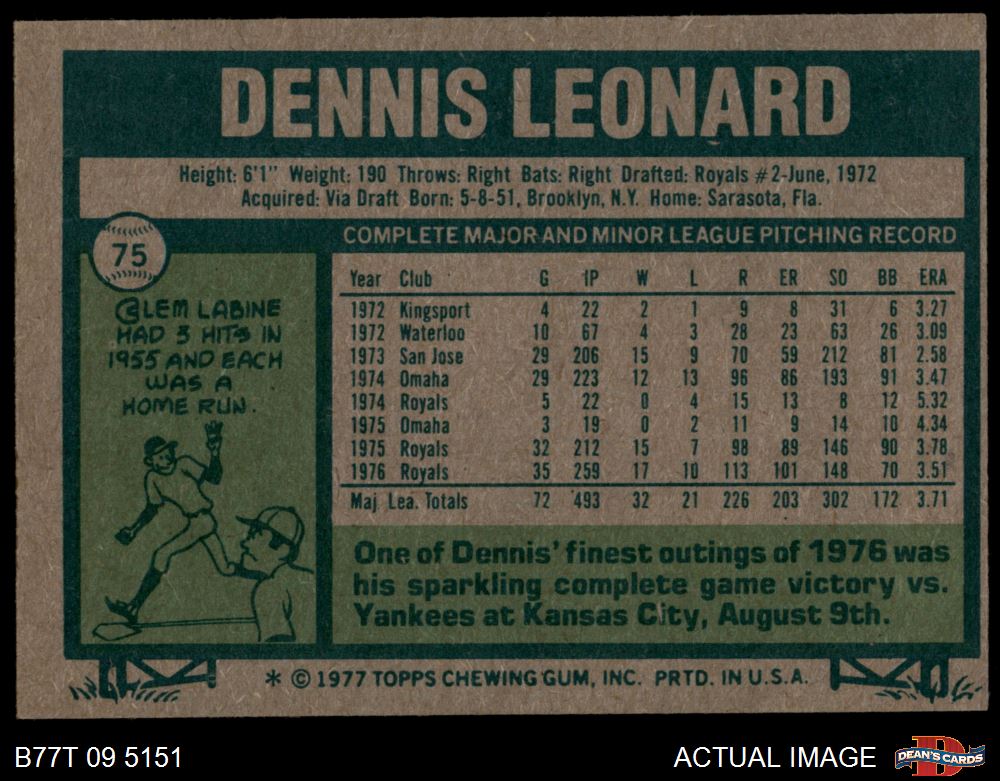 DENNIS LEONARD
Height: 6'1" Weight: 190 Throws: Right Bats: Right Drafted: Royals #2-June, 1972
Acquired: Via Draft Born: 5-8-51, Brooklyn, N.Y. Home: Sarasota, Fla.
75
CLEM LABINE
HAD 3 HITS IN
1955 AND EACH
WAS A
HOME RUN.
COMPLETE MAJOR AND MINOR LEAGUE PITCHING RECORD
Year Club G IP W L R ER SO BB ERA
1972 Kingsport 4 22 2 1 9 8 31 6 3.27
1972 Waterloo 10 67 4 3 28 23 63 26 3.09
1973 San Jose 29 206 15 9 70 59 212 81 2.58
1974 Omaha 29 223 12 13 96 86 193 91 3.47
1974 Royals 5 22 0 4 15 13 8 12 5.32
1975 Omaha 3 19 0 2 11 9 14 10 4.34
1975 Royals 32 212 15 7 98 89 146 90 3.78
1976 Royals 35 259 17 10 113 101 148 70 3.51
Maj. Lea. Totals 72 493 32 21 226 203 302 172 3.71
One of Dennis' finest outings of 1976 was
his sparkling complete game victory vs.
Yankees at Kansas City, August 9th.
* © 1977 TOPPS CHEWING GUM, INC. PRTD. IN U.S.A.
B77T 09 5151
ACTUAL IMAGE
DEAN'S CARDS